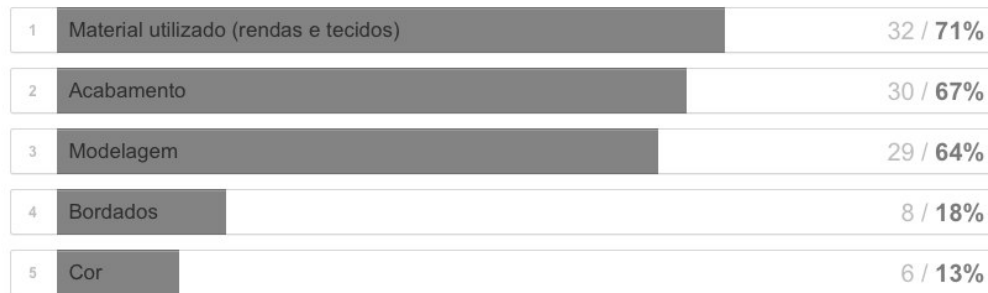 1 Material utilizado (rendas e tecidos) 32 / 71%
2 Acabamento 30 / 67%
3 Modelagem 29 / 64%
4 Bordados 8 / 18%
5 Cor 6 / 13%